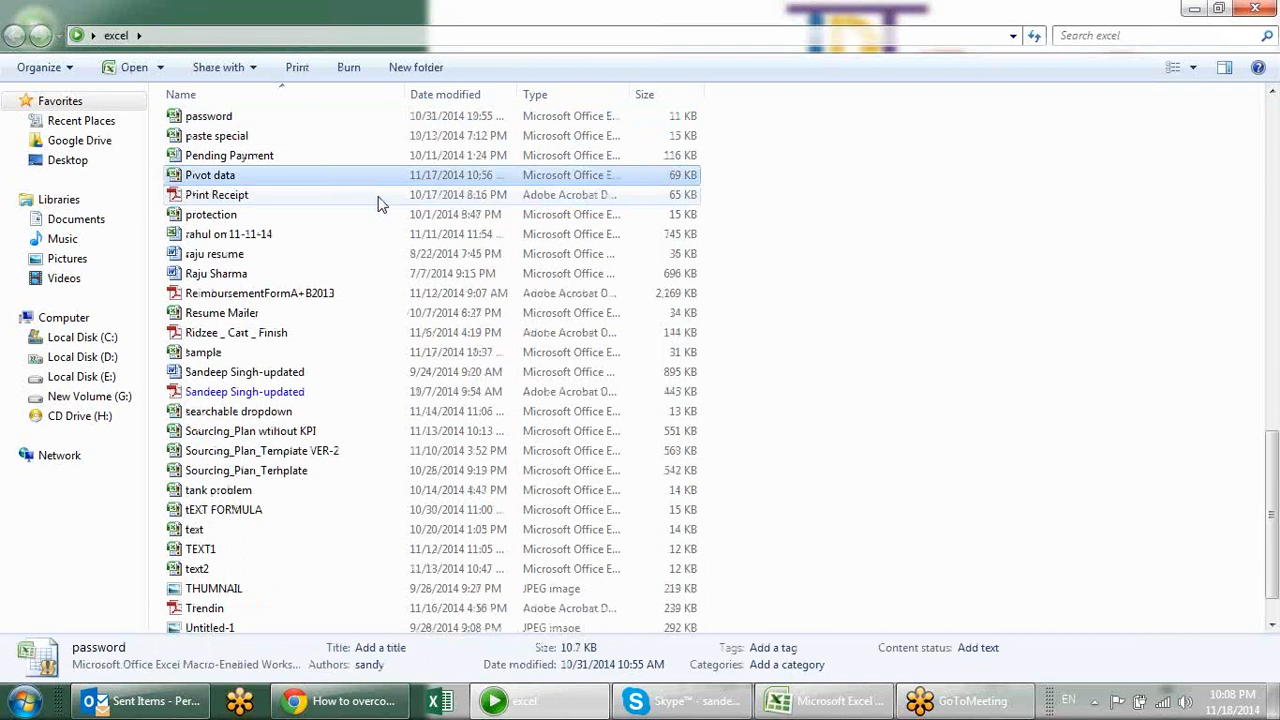 excel
Search excel
Organize Open Share with Print Burn New folder
Name Date modified Type Size
Favorites
Recent Places
Google Drive
Desktop
Libraries
Documents
Music
Pictures
Videos
Computer
Local Disk (C:)
Local Disk (D:)
Local Disk (E:)
New Volume (G:)
CD Drive (H:)
Network
password 10/31/2014 10:55 ... Microsoft Office E... 11 KB
paste special 7:12 PM Microsoft Office E... 15 KB
Pending Payment 10/11/2014 1:24 PM Microsoft Office E... 116 KB
Pivot data 11/17/2014 10:56 ... Microsoft Office E... 69 KB
Print Receipt 10/17/2014 8:16 PM Adobe Acrobat D... 65 KB
protection 10/1/2014 8:47 PM Microsoft Office E... 15 KB
rahul on 11-11-14 11/11/2014 11:54 ... Microsoft Office E... 745 KB
raju resume 8/22/2014 7:45 PM Microsoft Office ... 36 KB
Raju Sharma 7/7/2014 9:15 PM Microsoft Office ... 696 KB
ReimbursementFormA+B2013 11/12/2014 9:07 AM Adobe Acrobat D... 2,269 KB
Resume Mailer 10/7/2014 8:27 PM Microsoft Office E... 34 KB
Ridzee _ Cart _ Finish 11/6/2014 4:19 PM Adobe Acrobat D... 144 KB
sample 11/17/2014 10:37 ... Microsoft Office E... 31 KB
Sandeep Singh-updated 9/24/2014 9:20 AM Microsoft Office ... 895 KB
Sandeep Singh-updated 10/7/2014 9:54 AM Adobe Acrobat D... 445 KB
searchable dropdown 11/14/2014 11:06 ... Microsoft Office E... 13 KB
Sourcing_Plan wtihout KPI 11/10/2014 10:13 ... Microsoft Office E... 551 KB
Sourcing_Plan_Template VER-2 11/10/2014 3:52 PM Microsoft Office E... 563 KB
Sourcing_Plan_Template 10/28/2014 9:19 PM Microsoft Office E... 542 KB
tank problem 10/14/2014 4:43 PM Microsoft Office E... 14 KB
tEXT FORMULA 10/30/2014 11:00 ... Microsoft Office E... 15 KB
text 10/20/2014 1:05 PM Microsoft Office E... 14 KB
TEXT1 11/12/2014 11:05 ... Microsoft Office E... 12 KB
text2 11/13/2014 10:47 ... Microsoft Office E... 12 KB
THUMNAIL 9/28/2014 9:27 PM JPEG image 219 KB
Trendin 11/16/2014 4:56 PM Adobe Acrobat D... 239 KB
Untitled-1 9/28/2014 9:08 PM JPEG image 292 KB
password Title: Add a title Size: 10.7 KB Tags: Add a tag Content status: Add text
Microsoft Office Excel Macro-Enabled Works... Authors: sandy Date modified: 10/31/2014 10:55 AM Categories: Add a category
Sent Items - Per... How to overco... excel Skype™ - sande... Microsoft Excel ... GoToMeeting EN 10:08 PM
11/18/2014